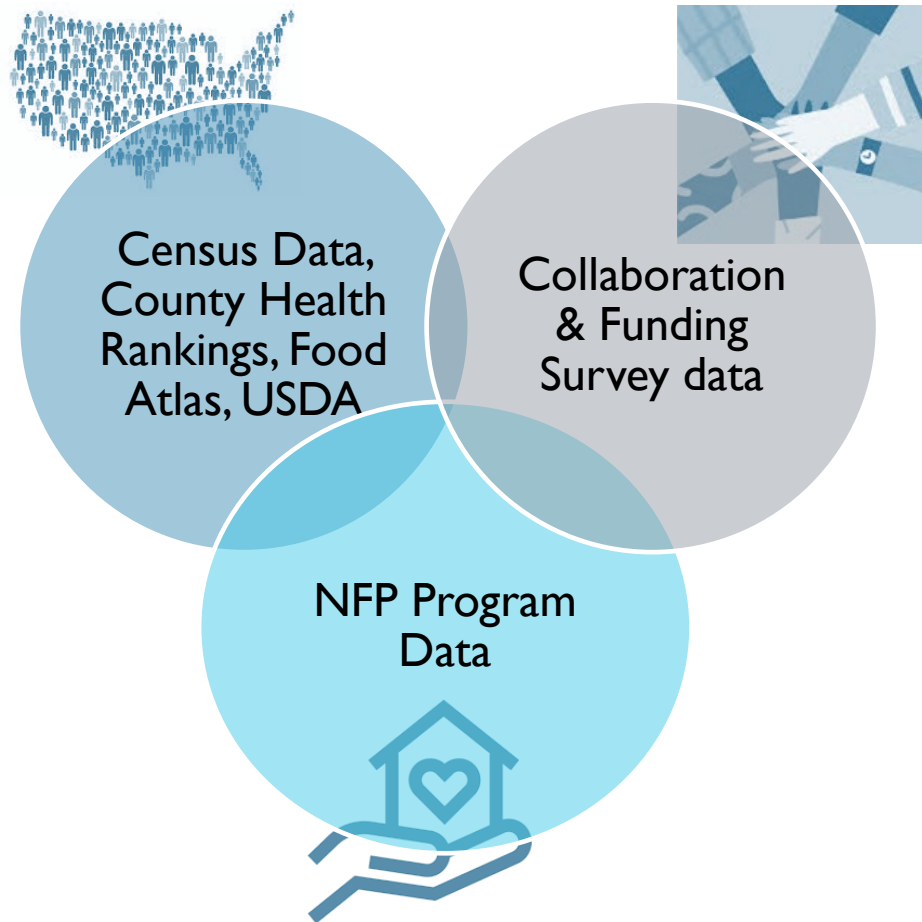 Census Data,
County Health
Rankings, Food
Atlas, USDA
Collaboration
& Funding
Survey data
NFP Program
Data